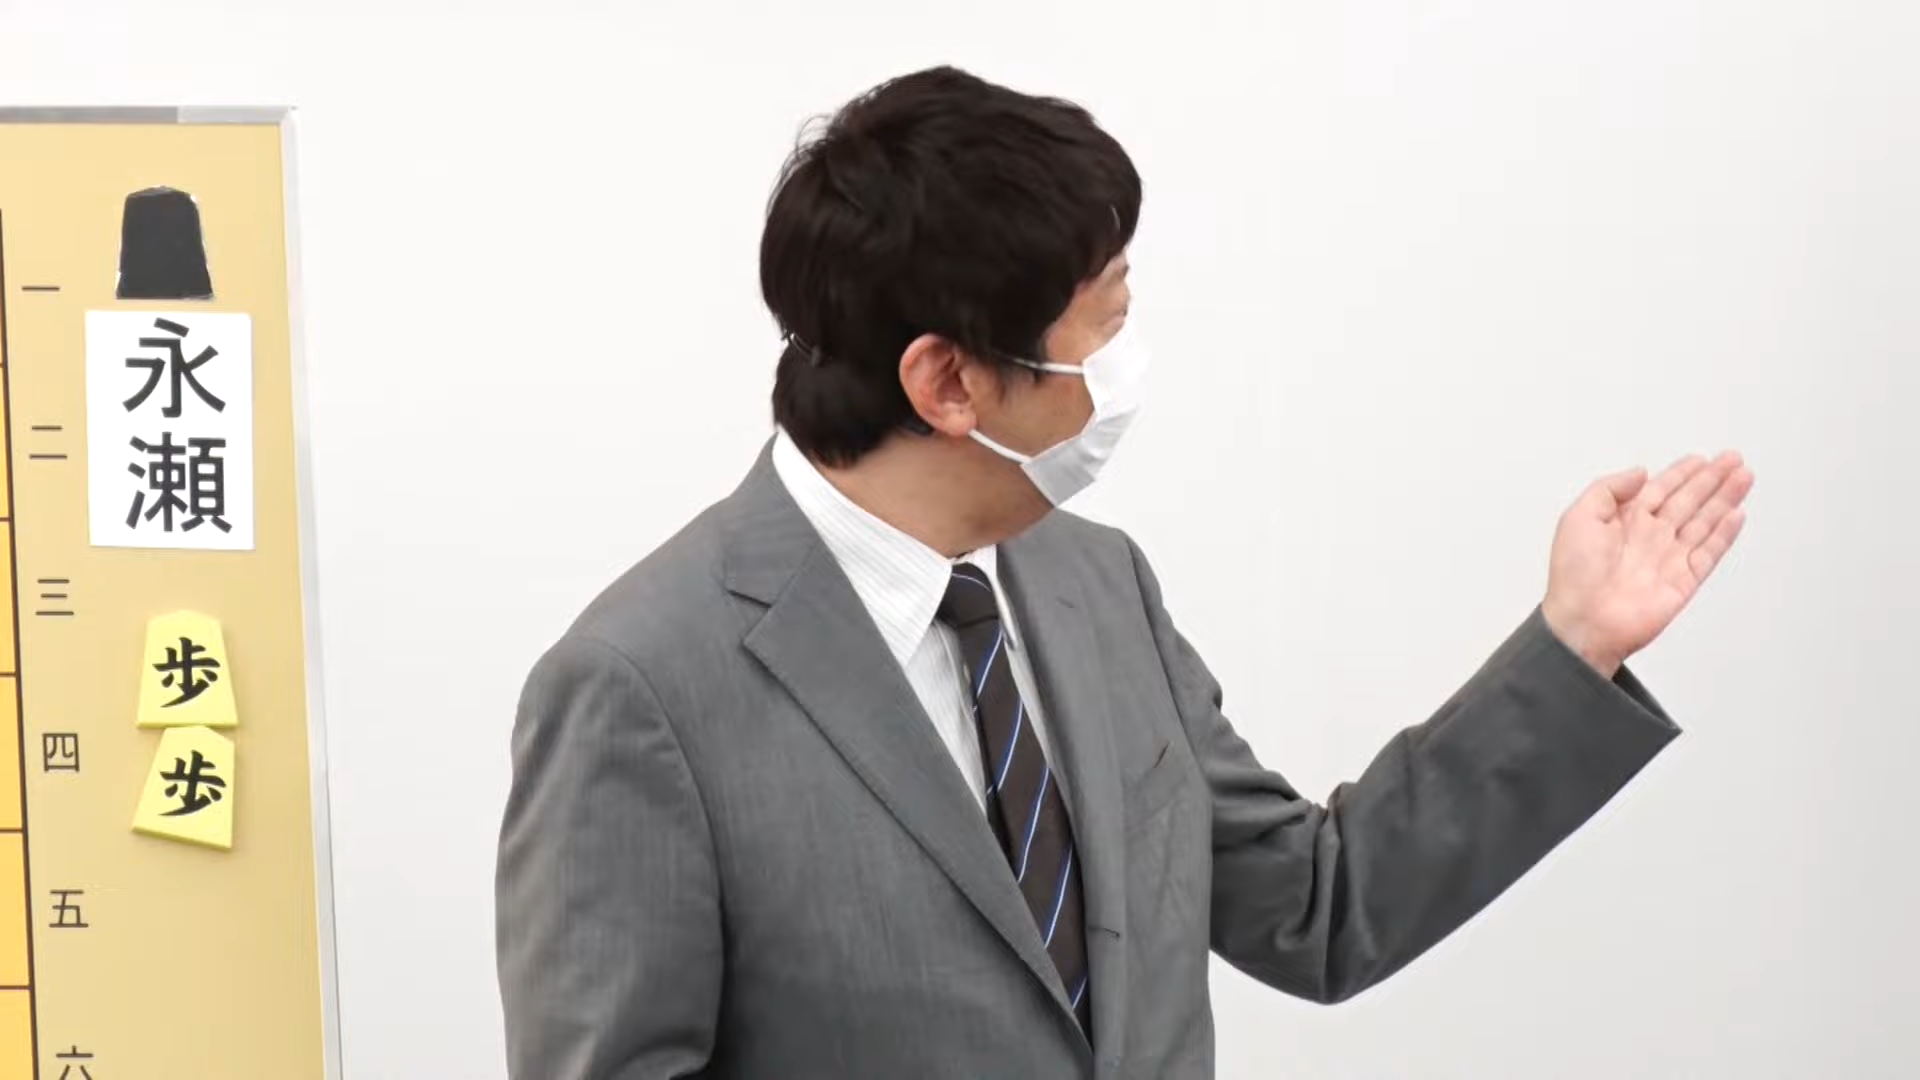 一
二
三
四
五
六
永瀬
歩
歩